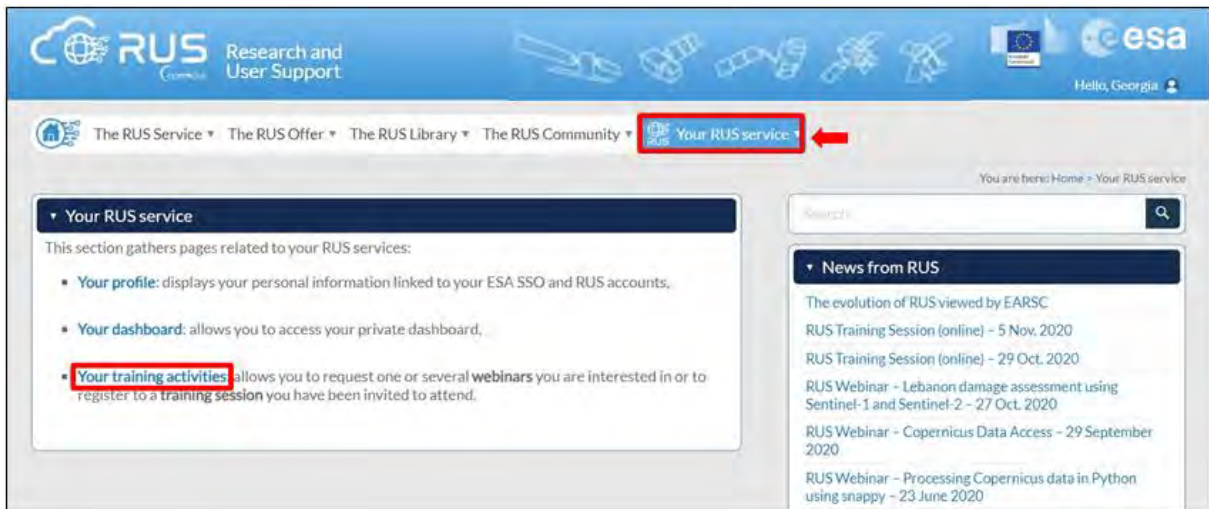 RUS
Copernicus
Research and
User Support
esa
Hello, Georgia
The RUS Service ▾ The RUS Offer ▾ The RUS Library ▾ The RUS Community ▾ RUS Your RUS service ▾
You are here: Home > Your RUS service
▾ Your RUS service
This section gathers pages related to your RUS services:
▪ Your profile: displays your personal information linked to your ESA SSO and RUS accounts.
▪ Your dashboard: allows you to access your private dashboard.
▪ Your training activities: allows you to request one or several webinars you are interested in or to
register to a training session you have been invited to attend.
Search
▾ News from RUS
The evolution of RUS viewed by EARSC
RUS Training Session (online) – 5 Nov. 2020
RUS Training Session (online) – 29 Oct. 2020
RUS Webinar – Lebanon damage assessment using
Sentinel-1 and Sentinel-2 – 27 Oct. 2020
RUS Webinar – Copernicus Data Access – 29 September
2020
RUS Webinar – Processing Copernicus data in Python
using snappy – 23 June 2020